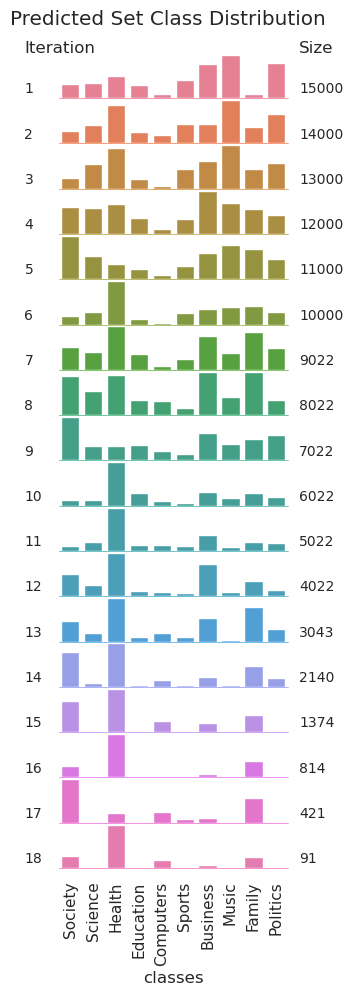 Predicted Set Class Distribution
Iteration Size
1 15000
2 14000
3 13000
4 12000
5 11000
6 10000
7 9022
8 8022
9 7022
10 6022
11 5022
12 4022
13 3043
14 2140
15 1374
16 814
17 421
18 91
Society
Science
Health
Education
Computers
Sports
Business
Music
Family
Politics
classes